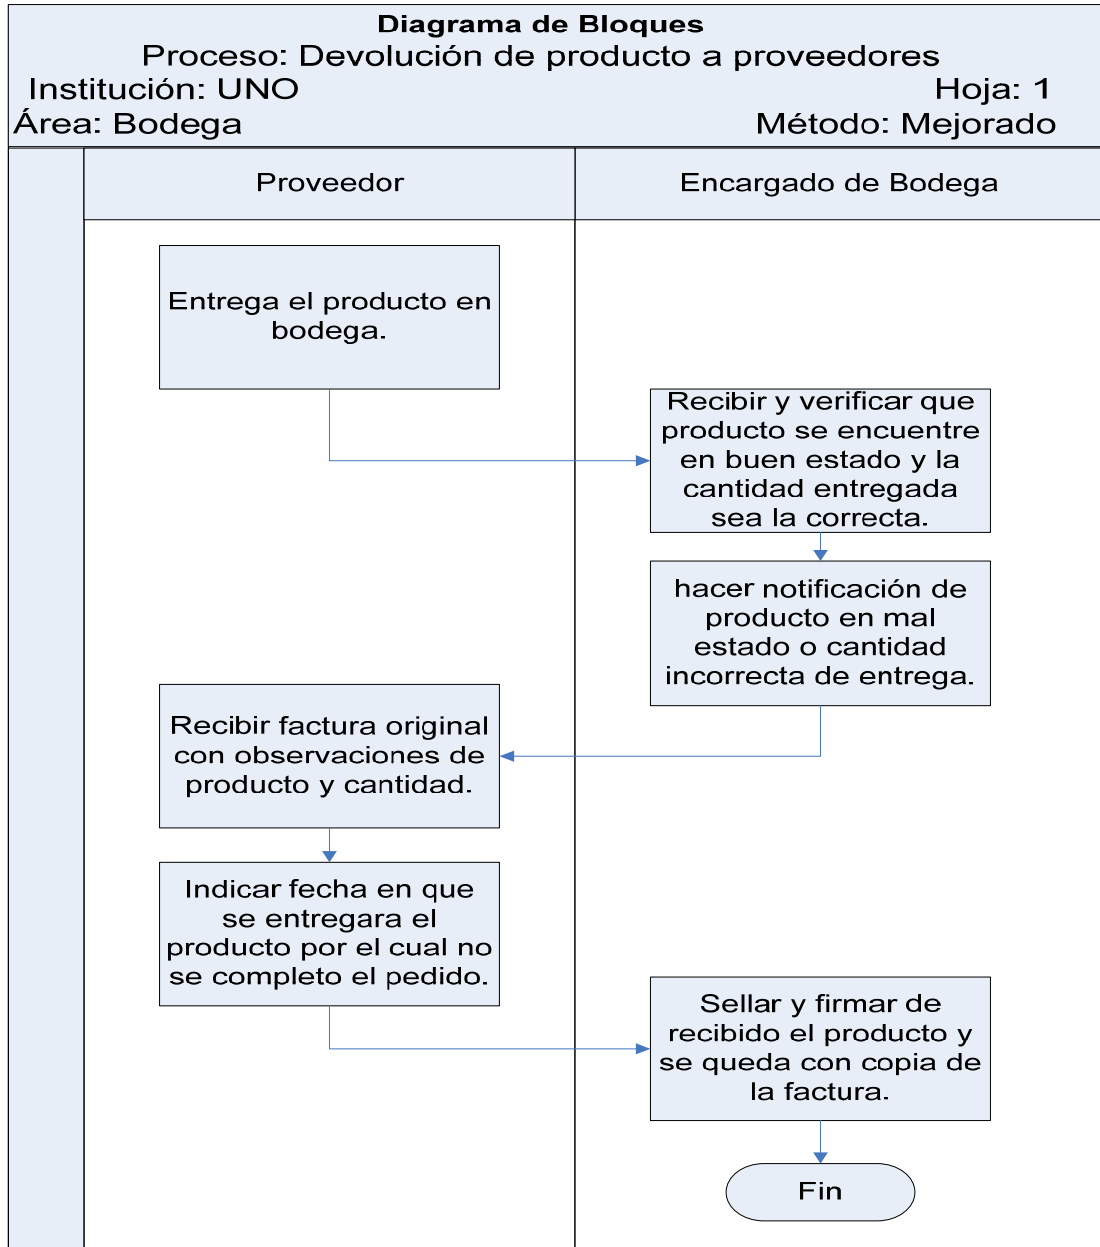 Diagrama de Bloques
Proceso: Devolución de producto a proveedores
Institución: UNO Hoja: 1
Área: Bodega Método: Mejorado
Proveedor Encargado de Bodega
Entrega el producto en
bodega.
Recibir y verificar que
producto se encuentre
en buen estado y la
cantidad entregada
sea la correcta.
hacer notificación de
producto en mal
estado o cantidad
incorrecta de entrega.
Recibir factura original
con observaciones de
producto y cantidad.
Indicar fecha en que
se entregara el
producto por el cual no
se completo el pedido.
Sellar y firmar de
recibido el producto y
se queda con copia de
la factura.
Fin